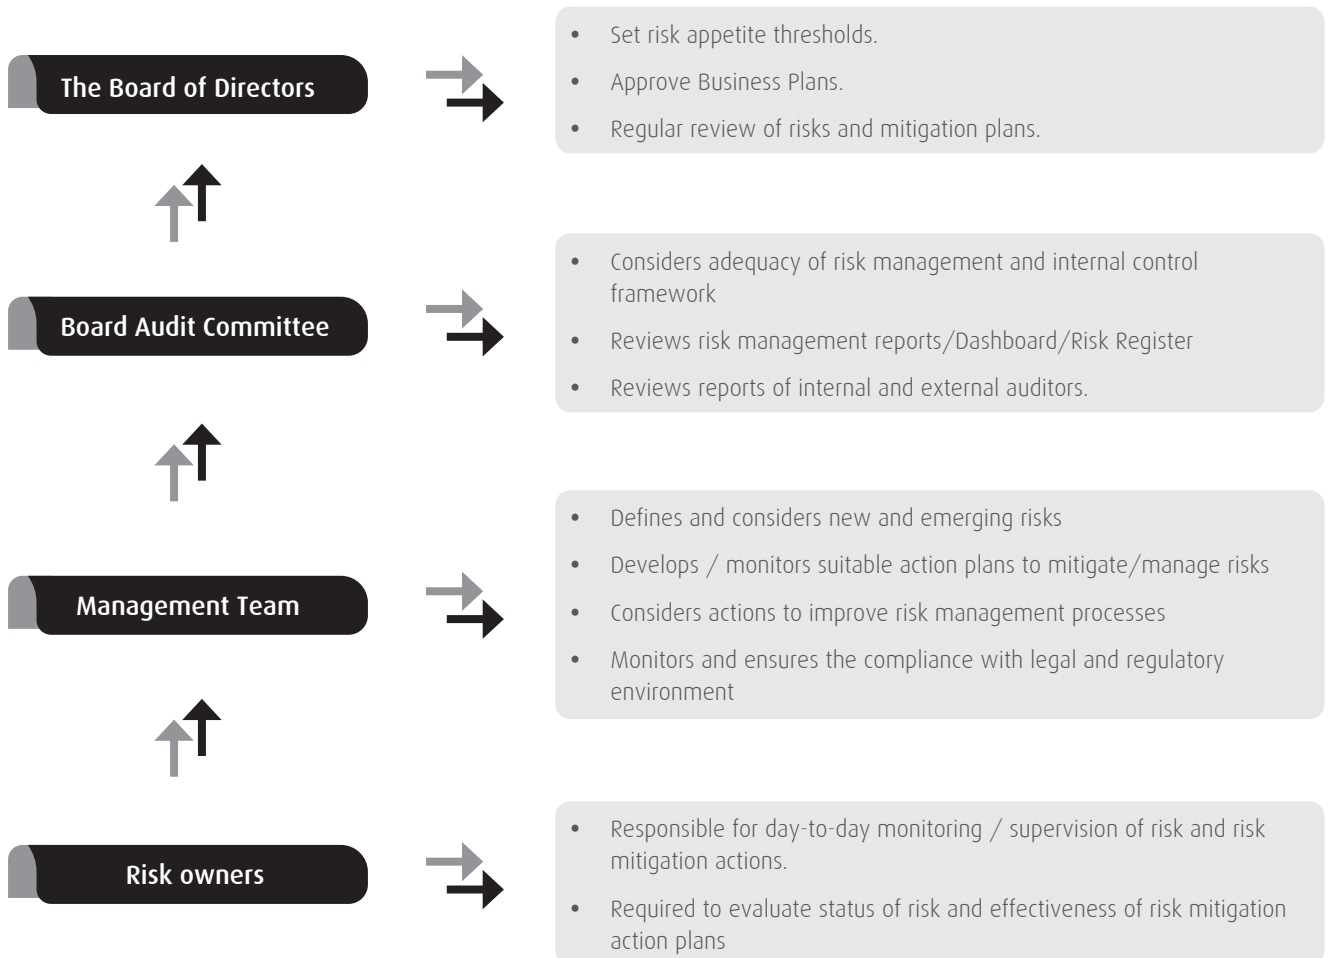 The Board of Directors
• Set risk appetite thresholds.
• Approve Business Plans.
• Regular review of risks and mitigation plans.
Board Audit Committee
• Considers adequacy of risk management and internal control
framework
• Reviews risk management reports/Dashboard/Risk Register
• Reviews reports of internal and external auditors.
Management Team
• Defines and considers new and emerging risks
• Develops / monitors suitable action plans to mitigate/manage risks
• Considers actions to improve risk management processes
• Monitors and ensures the compliance with legal and regulatory
environment
Risk owners
• Responsible for day-to-day monitoring / supervision of risk and risk
mitigation actions.
• Required to evaluate status of risk and effectiveness of risk mitigation
action plans